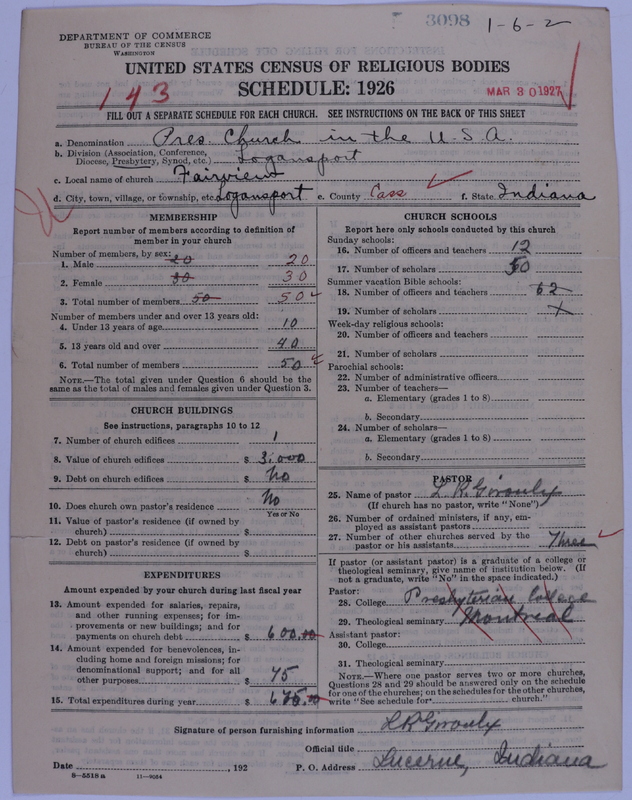 3098 1-6-2
DEPARTMENT OF COMMERCE
BUREAU OF THE CENSUS
WASHINGTON
UNITED STATES CENSUS OF RELIGIOUS BODIES
SCHEDULE: 1926
143
MAR 30 1927
FILL OUT A SEPARATE SCHEDULE FOR EACH CHURCH. SEE INSTRUCTIONS ON THE BACK OF THIS SHEET
a. Denomination Pres. Church in the U.S.A.
b. Division (Association, Conference,
Diocese, Presbytery, Synod, etc.) Logansport
c. Local name of church Fairview
d. City, town, village, or township, etc. Logansport e. County Cass f. State Indiana
MEMBERSHIP
Report number of members according to definition of
member in your church
Number of members, by sex:
1. Male 20 20
2. Female 30 30
3. Total number of members 50 50
Number of members under and over 13 years old:
4. Under 13 years of age 10
5. 13 years old and over 40
6. Total number of members 50
NOTE.—The total given under Question 6 should be the
same as the total of males and females given under Question 3.
CHURCH BUILDINGS
See instructions, paragraphs 10 to 12
7. Number of church edifices 1
8. Value of church edifices $ 3,000
9. Debt on church edifices $ No
10. Does church own pastor's residence No
Yes or No
11. Value of pastor's residence (if owned by
church) $
12. Debt on pastor's residence (if owned by
church) $
EXPENDITURES
Amount expended by your church during last fiscal year
13. Amount expended for salaries, repairs,
and other running expenses; for im-
provements or new buildings; and for
payments on church debt $ 600.00
14. Amount expended for benevolences, in-
cluding home and foreign missions; for
denominational support; and for all
other purposes $ 75
15. Total expenditures during year $ 675.00
CHURCH SCHOOLS
Report here only schools conducted by this church
Sunday schools:
16. Number of officers and teachers 12
17. Number of scholars 50
Summer vacation Bible schools:
18. Number of officers and teachers 62
19. Number of scholars x
Week-day religious schools:
20. Number of officers and teachers
21. Number of scholars
Parochial schools:
22. Number of administrative officers
23. Number of teachers—
a. Elementary (grades 1 to 8)
b. Secondary
24. Number of scholars—
a. Elementary (grades 1 to 8)
b. Secondary
PASTOR
25. Name of pastor L. R.
(If church has no pastor, write "None")
26. Number of ordained ministers, if any, em-
ployed as assistant pastors
27. Number of other churches served by the
pastor or his assistants Three
If pastor (or assistant pastor) is a graduate of a college or
theological seminary, give name of institution below. (If
not a graduate, write "No" in the space indicated.)
Pastor:
28. College Presbyterian College
29. Theological seminary Montreal
Assistant pastor:
30. College
31. Theological seminary
NOTE.—Where one pastor serves two or more churches,
Questions 28 and 29 should be answered only on the schedule
for one of the churches; on the schedules for the other churches,
write "See schedule for church."
Signature of person furnishing information
Official title
Date , 192 P. O. Address Lucerne, Indiana
8—5518 a 11—9054